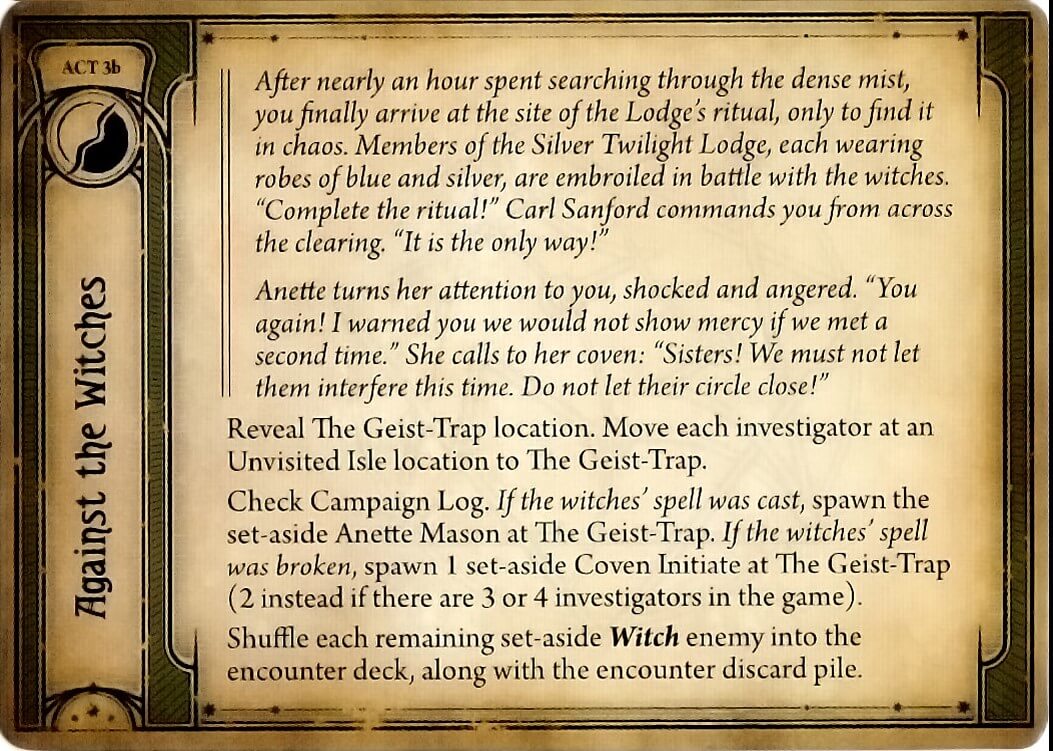 ACT 3b
Against the Witches
After nearly an hour spent searching through the dense mist,
you finally arrive at the site of the Lodge's ritual, only to find it
in chaos. Members of the Silver Twilight Lodge, each wearing
robes of blue and silver, are embroiled in battle with the witches.
“Complete the ritual!” Carl Sanford commands you from across
the clearing. “It is the only way!”
Anette turns her attention to you, shocked and angered. “You
again! I warned you we would not show mercy if we met a
second time.” She calls to her coven: “Sisters! We must not let
them interfere this time. Do not let their circle close!”
Reveal The Geist-Trap location. Move each investigator at an
Unvisited Isle location to The Geist-Trap.
Check Campaign Log. If the witches' spell was cast, spawn the
set-aside Anette Mason at The Geist-Trap. If the witches' spell
was broken, spawn 1 set-aside Coven Initiate at The Geist-Trap
(2 instead if there are 3 or 4 investigators in the game).
Shuffle each remaining set-aside Witch enemy into the
encounter deck, along with the encounter discard pile.